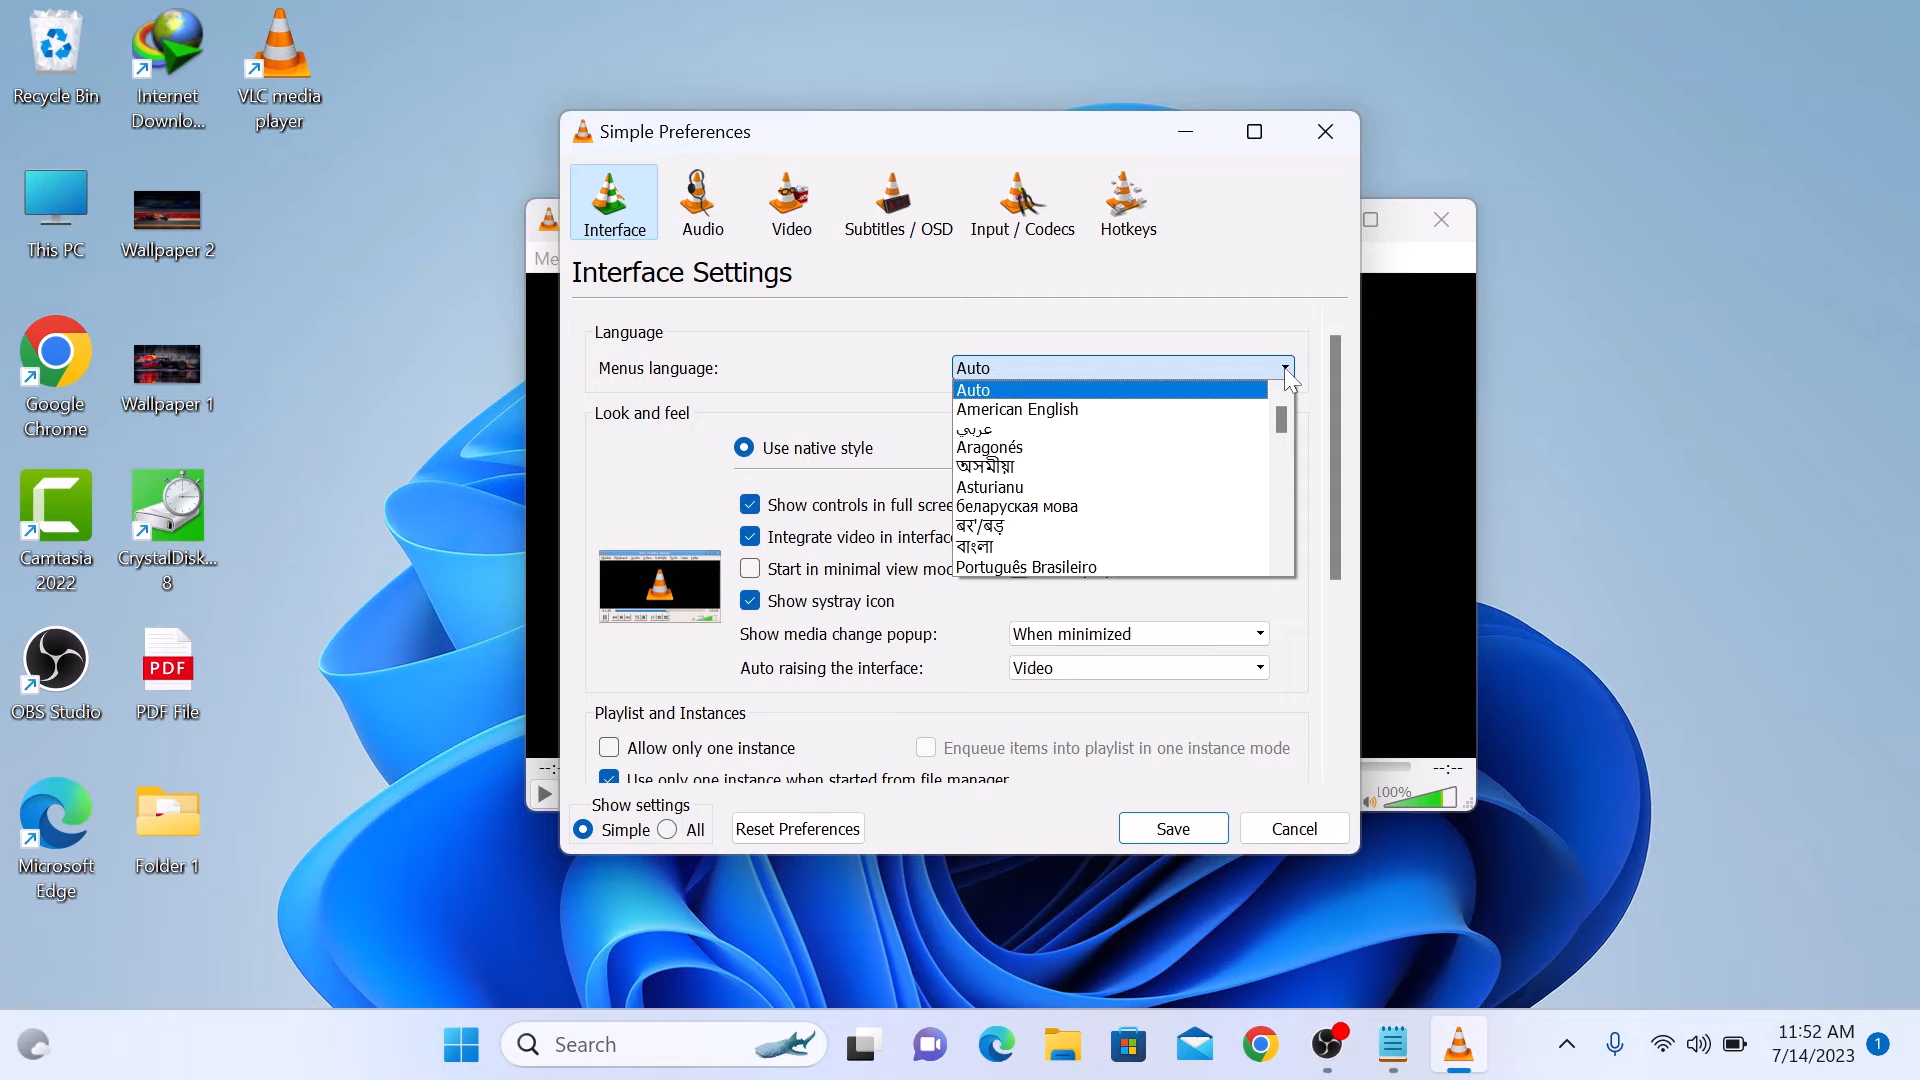 Recycle Bin
Internet
Downlo...
VLC media
player
This PC
Wallpaper 2
Google
Chrome
Wallpaper 1
Camtasia
2022
CrystalDisk...
8
OBS Studio
PDF
PDF File
Microsoft
Edge
Folder 1
Simple Preferences
Interface
Audio
Video
Subtitles / OSD
Input / Codecs
Hotkeys
Me
Interface Settings
Language
Menus language:
Auto
Auto
American English
عربي
Aragonés
অসমীয়া
Asturianu
беларуская мова
बर'/बड़
বাংলা
Português Brasileiro
Look and feel
Use native style
Show controls in full scree
Integrate video in interface
Start in minimal view mod
Show systray icon
Show media change popup:
When minimized
Auto raising the interface:
Video
Playlist and Instances
Allow only one instance
Enqueue items into playlist in one instance mode
Use only one instance when started from file manager
--:-
--:--
100%
Show settings
Simple
All
Reset Preferences
Save
Cancel
Search
11:52 AM
7/14/2023
1